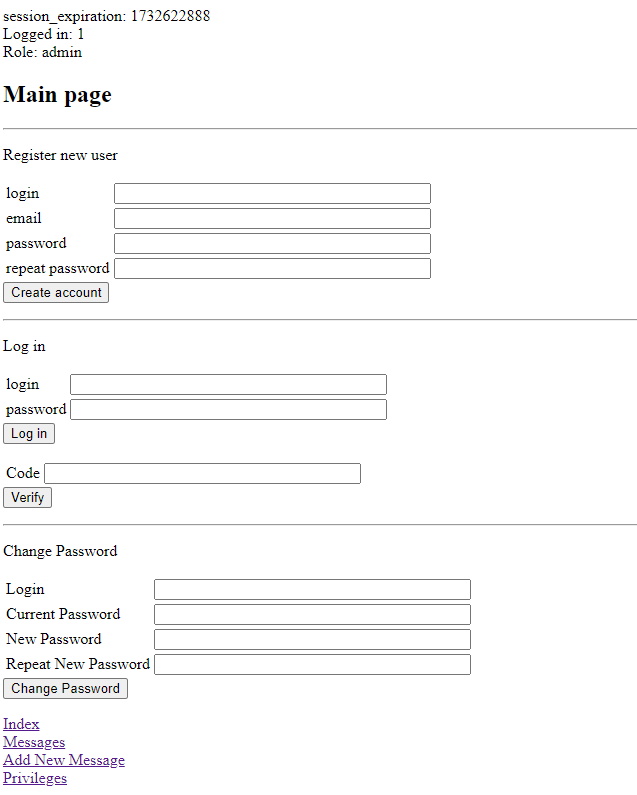 session_expiration: 1732622888
Logged in: 1
Role: admin
Main page
Register new user
login
email
password
repeat password
Create account
Log in
login
password
Log in
Code
Verify
Change Password
Login
Current Password
New Password
Repeat New Password
Change Password
Index
Messages
Add New Message
Privileges